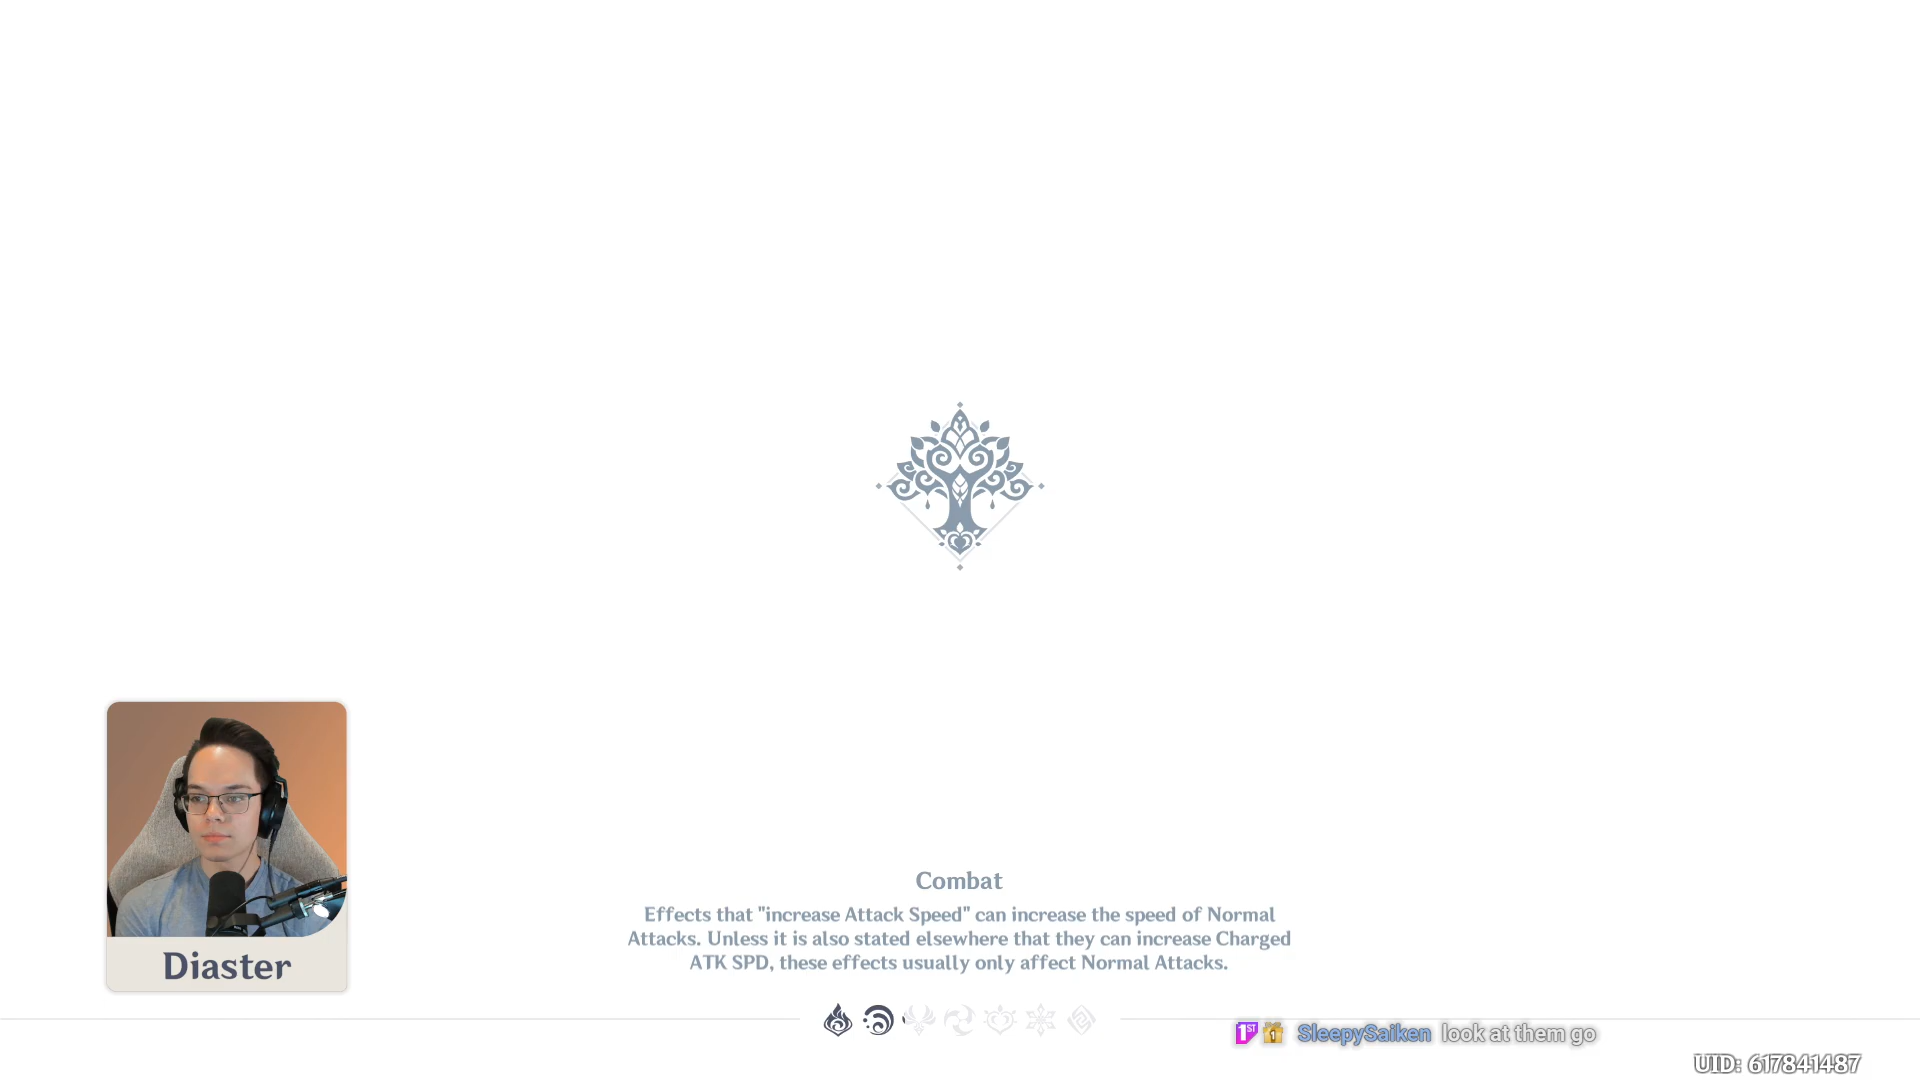 Diaster
Combat
Effects that "increase Attack Speed" can increase the speed of Normal
Attacks. Unless it is also stated elsewhere that they can increase Charged
ATK SPD, these effects usually only affect Normal Attacks.
1ST 1 SleepySaiken look at them go
UID: 617841487